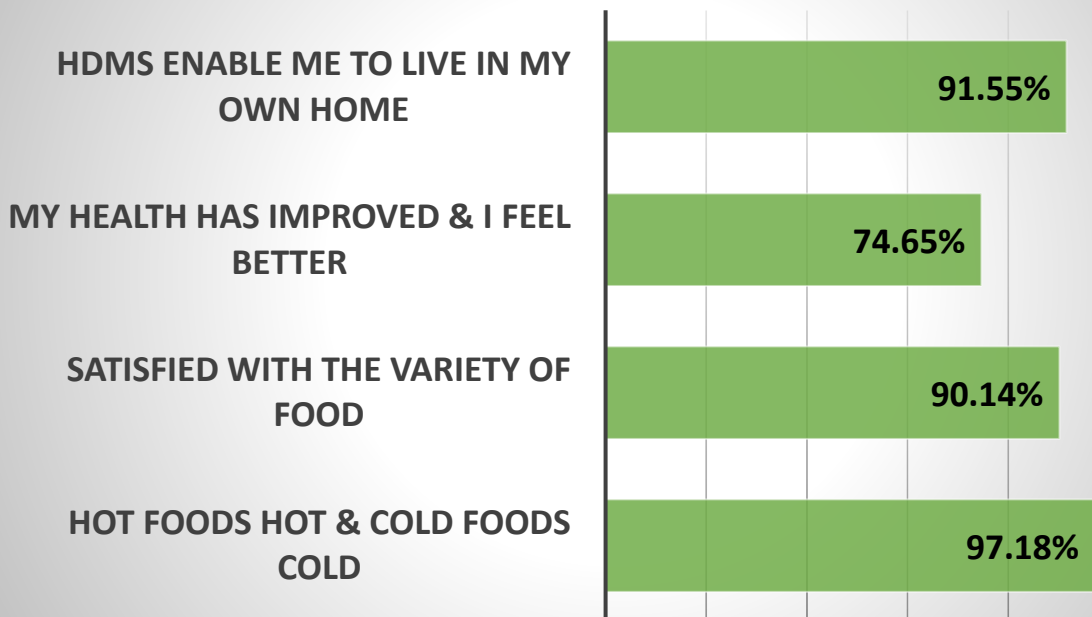 HDMS ENABLE ME TO LIVE IN MY
OWN HOME
91.55%
MY HEALTH HAS IMPROVED & I FEEL
BETTER
74.65%
SATISFIED WITH THE VARIETY OF
FOOD
90.14%
HOT FOODS HOT & COLD FOODS
COLD
97.18%